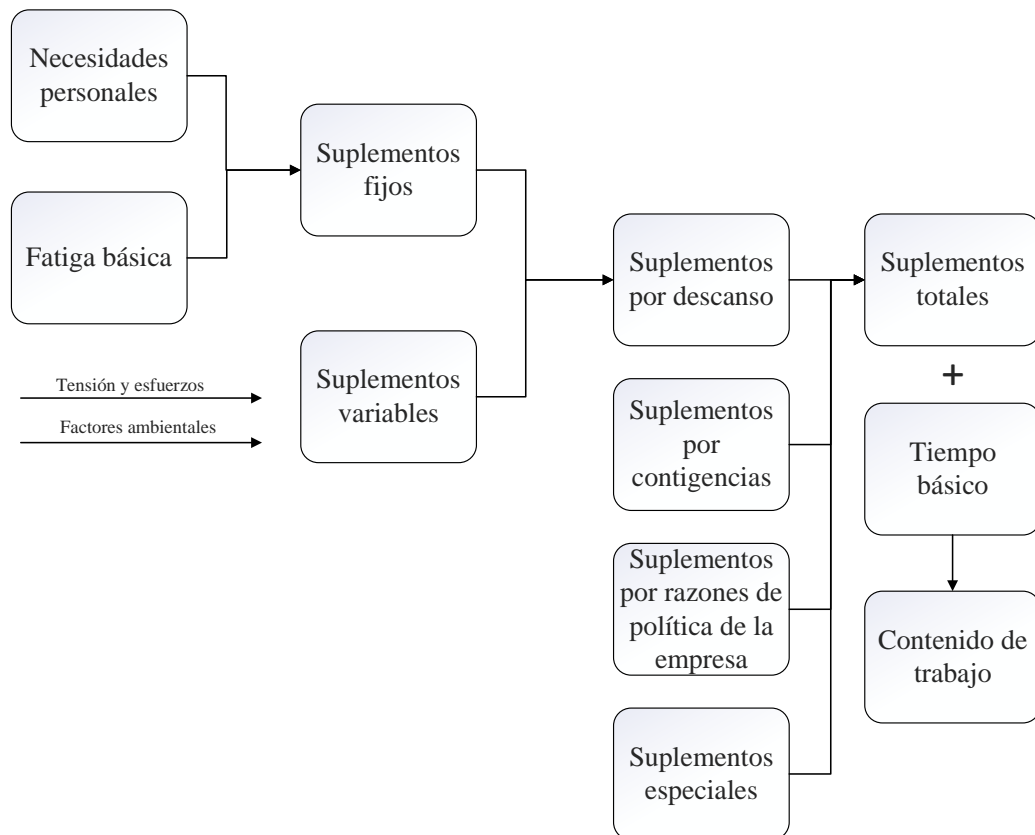 Necesidades
personales
Fatiga básica
Suplementos
fijos
Tensión y esfuerzos
Factores ambientales
Suplementos
variables
Suplementos
por descanso
Suplementos
por
contigencias
Suplementos
por razones de
política de la
empresa
Suplementos
especiales
Suplementos
totales
+
Tiempo
básico
Contenido de
trabajo